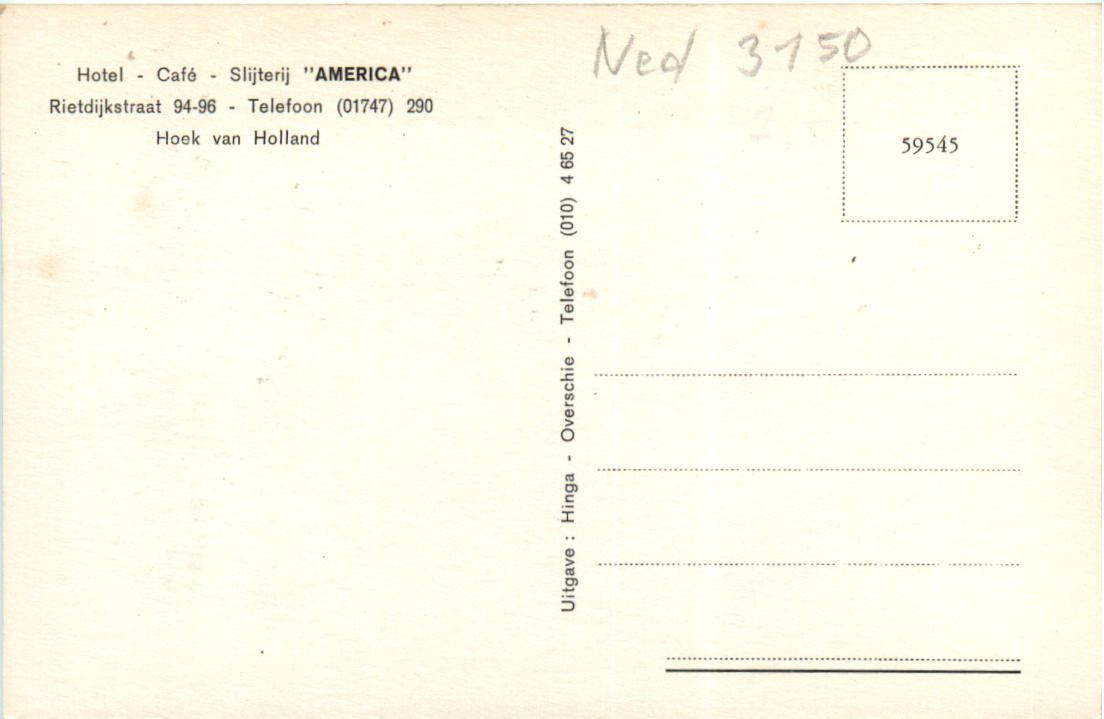 Hotel - Café - Slijterij "AMERICA"
Rietdijkstraat 94-96 - Telefoon (01747) 290
Hoek van Holland
Uitgave : Hinga - Overschie - Telefoon (010) 4 65 27
Ned 3150
59545